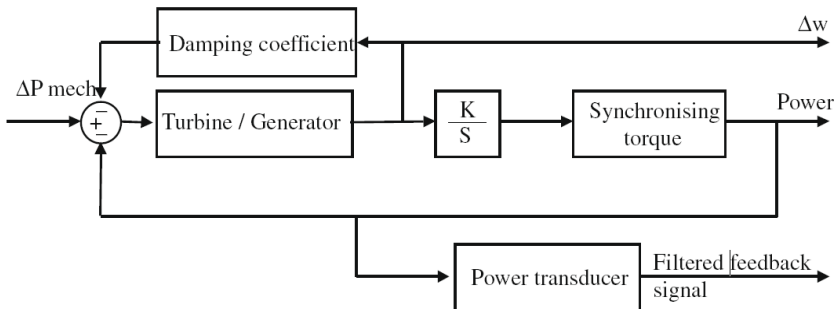 Damping coefficient
Δw
ΔP mech
−
+
−
Turbine / Generator
K
S
Synchronising
torque
Power
Power transducer
Filtered feedback
signal